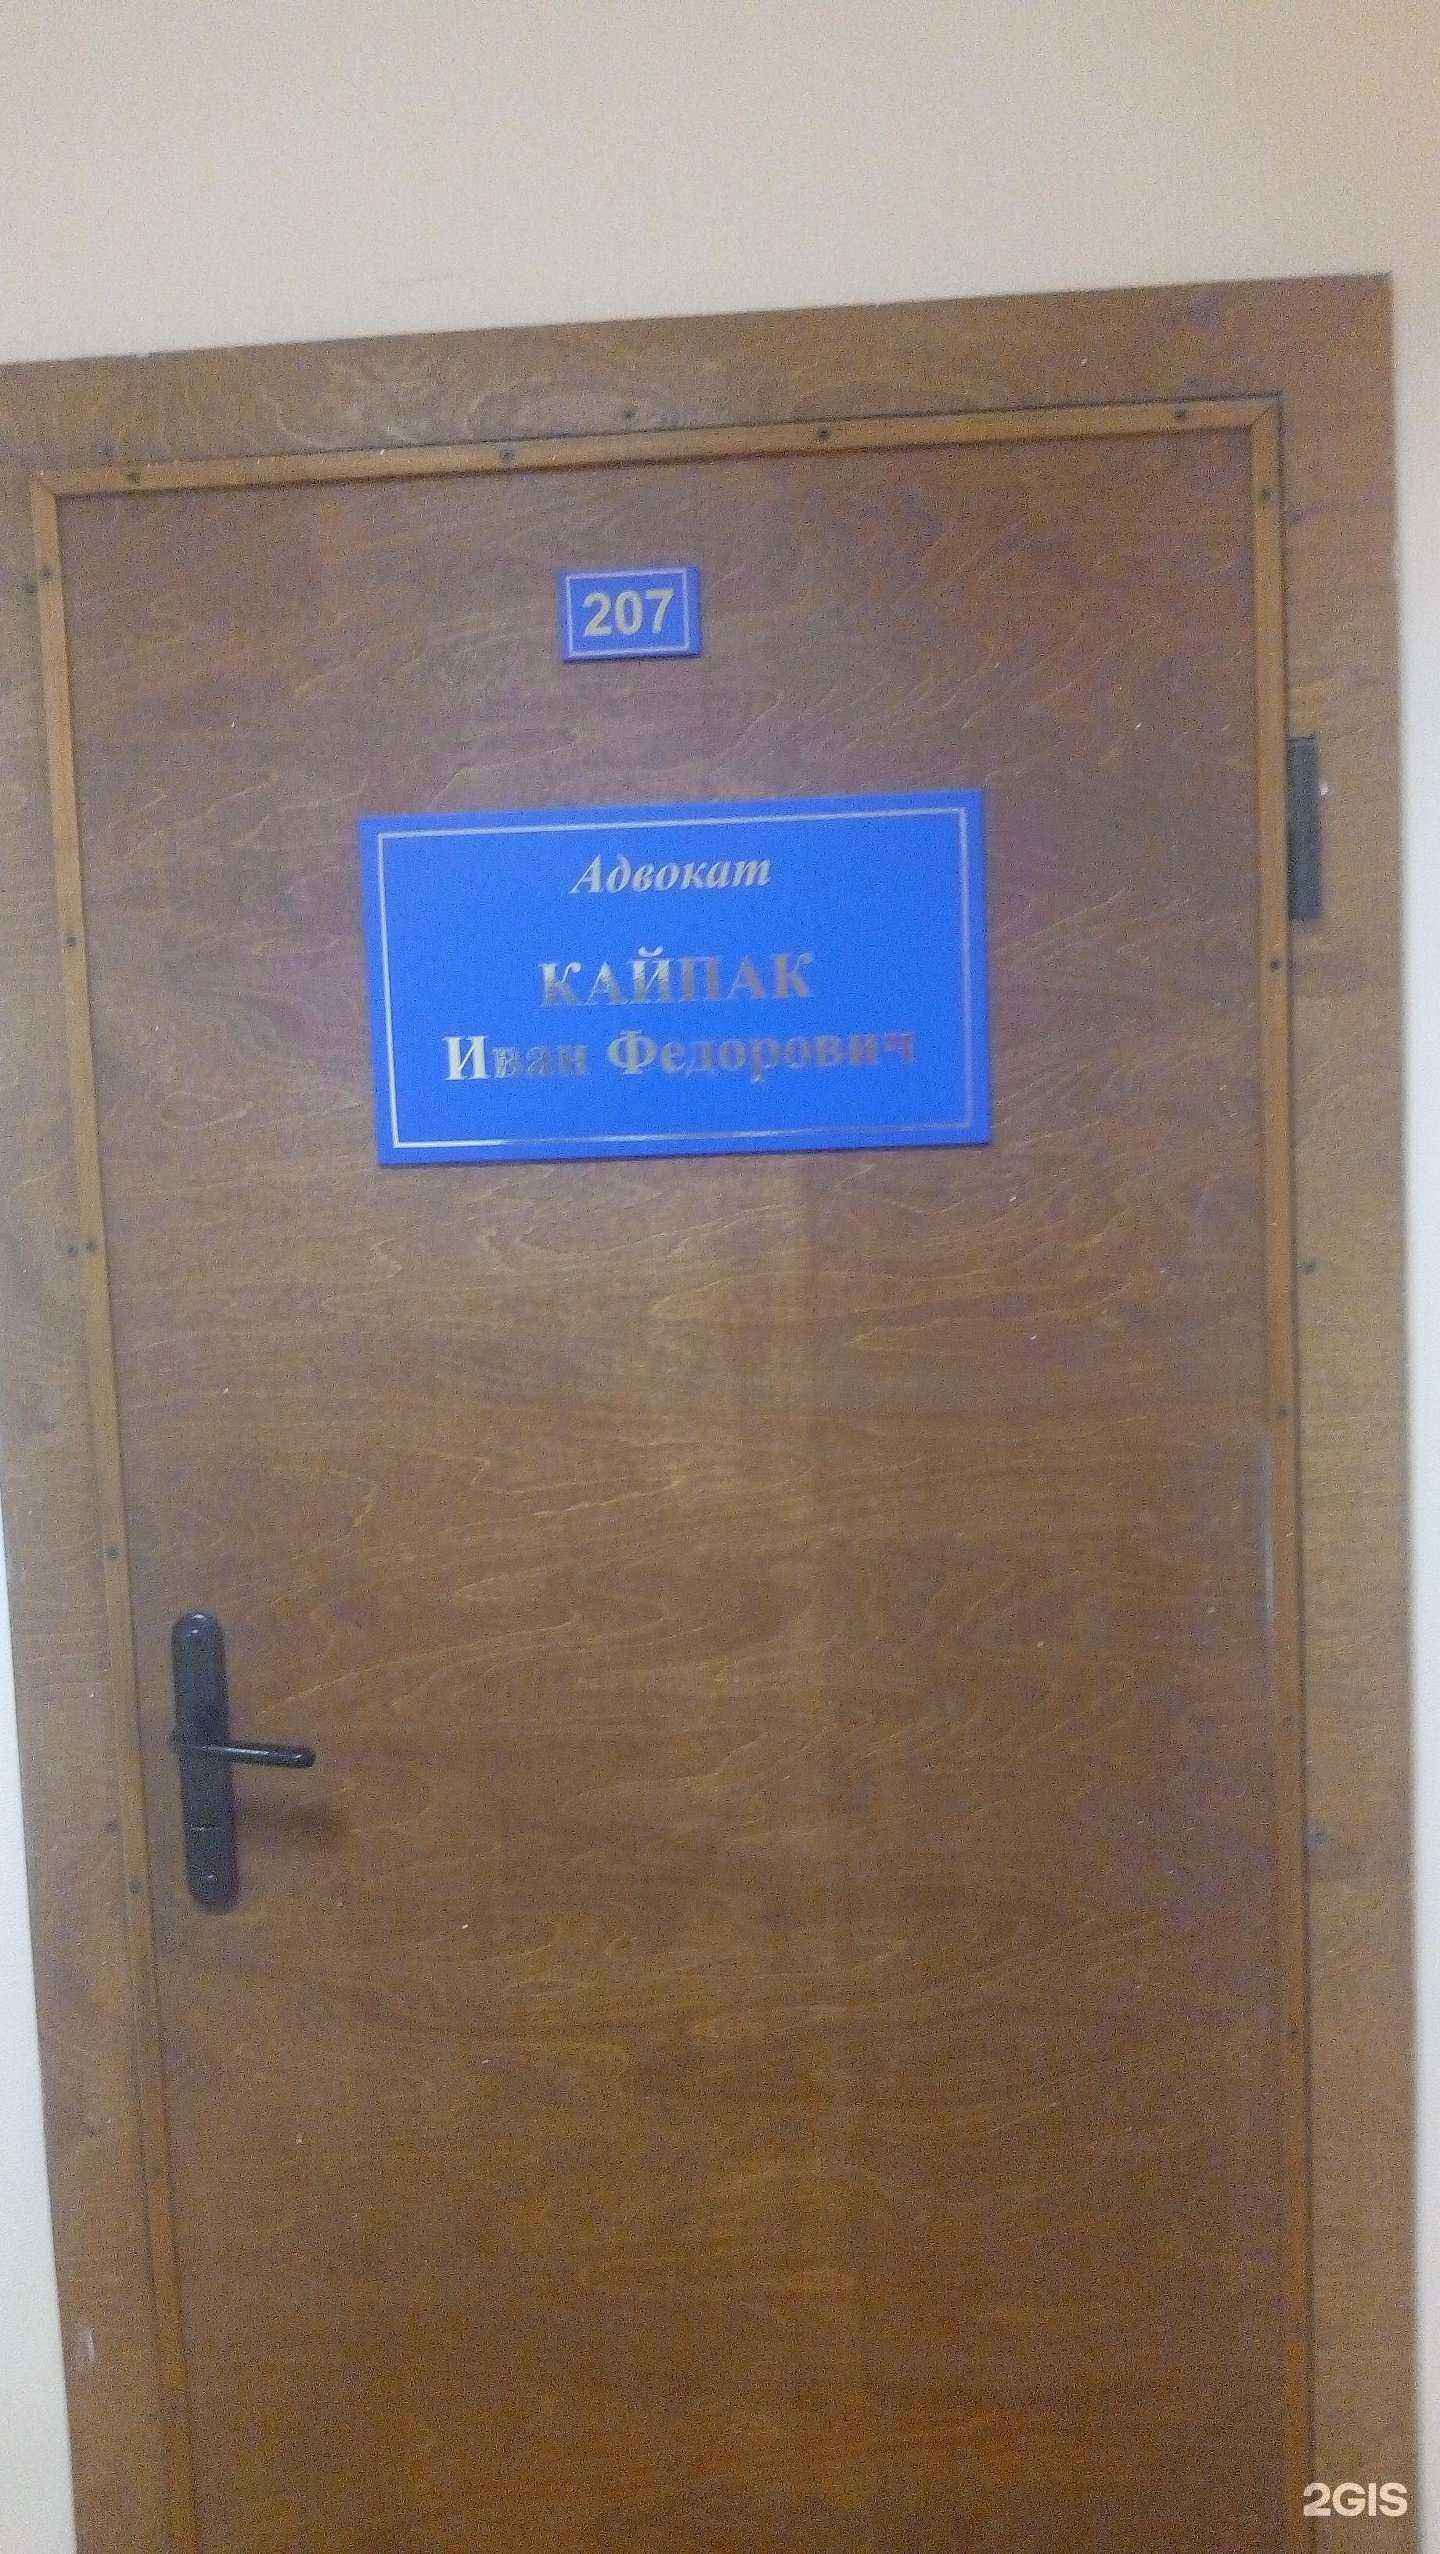 207
Адвокат
КАЙПАК
Иван Федорович
2GIS